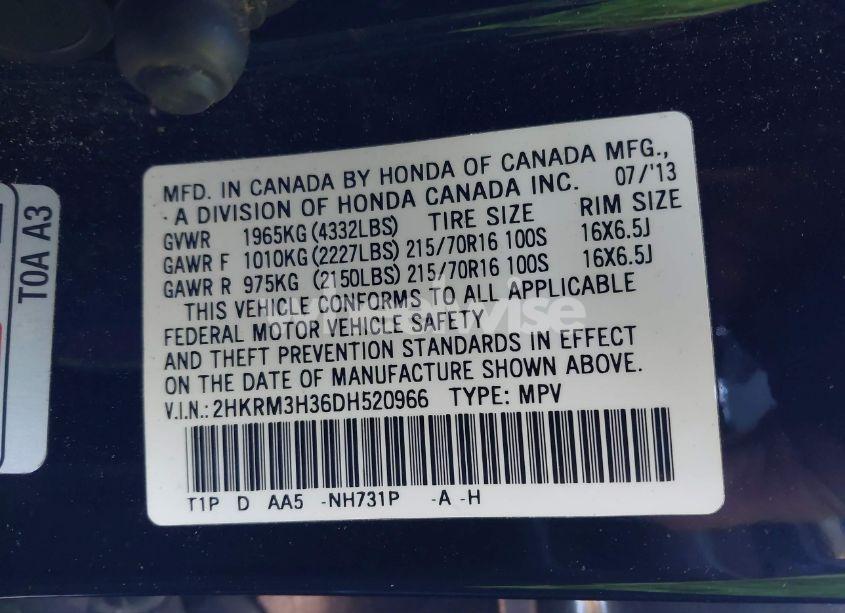 MFD. IN CANADA BY HONDA OF CANADA MFG.,
A DIVISION OF HONDA CANADA INC. 07/'13
GVWR 1965KG (4332LBS) TIRE SIZE RIM SIZE
GAWR F 1010KG (2227LBS) 215/70R16 100S 16X6.5J
GAWR R 975KG (2150LBS) 215/70R16 100S 16X6.5J
THIS VEHICLE CONFORMS TO ALL APPLICABLE
FEDERAL MOTOR VEHICLE SAFETY
AND THEFT PREVENTION STANDARDS IN EFFECT
ON THE DATE OF MANUFACTURE SHOWN ABOVE.
V.I.N.: 2HKRM3H36DH520966 TYPE: MPV
T1P D AA5 -NH731P -A -H
T0A A3